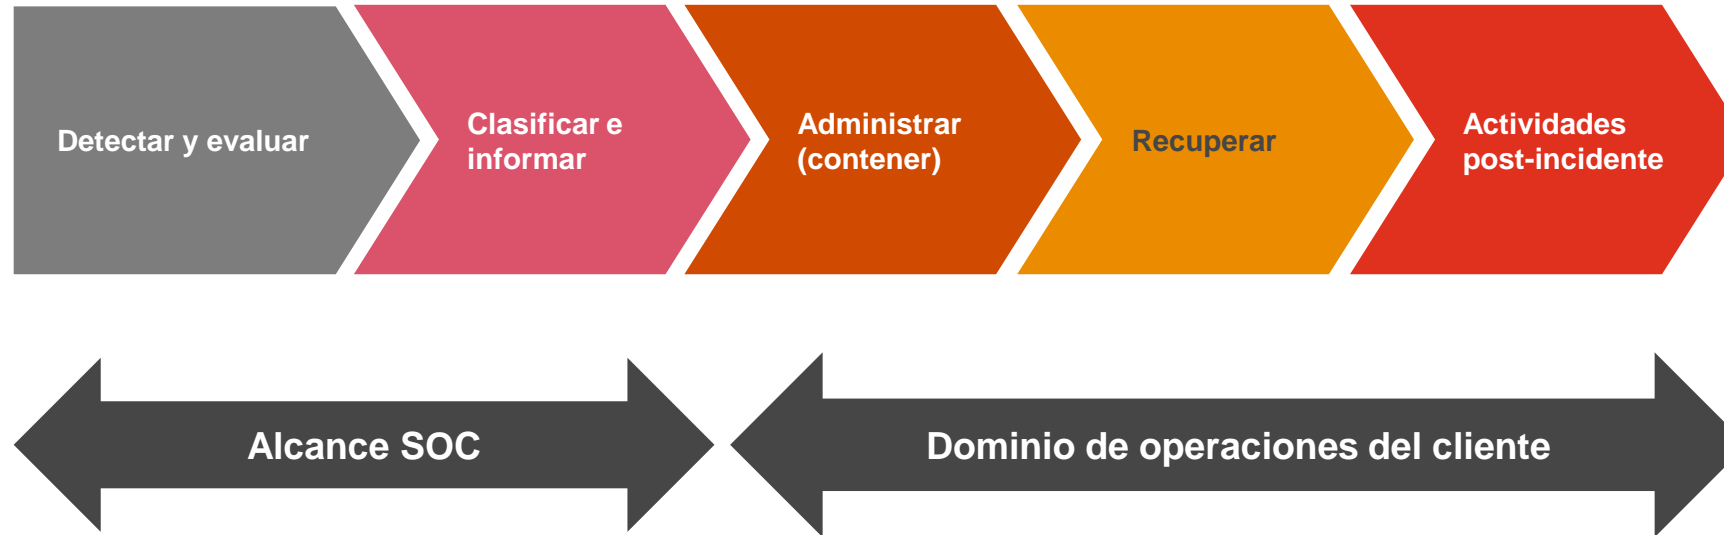 Detectar y evaluar
Clasificar e
informar
Administrar
(contener)
Recuperar
Actividades
post-incidente
Alcance SOC
Dominio de operaciones del cliente